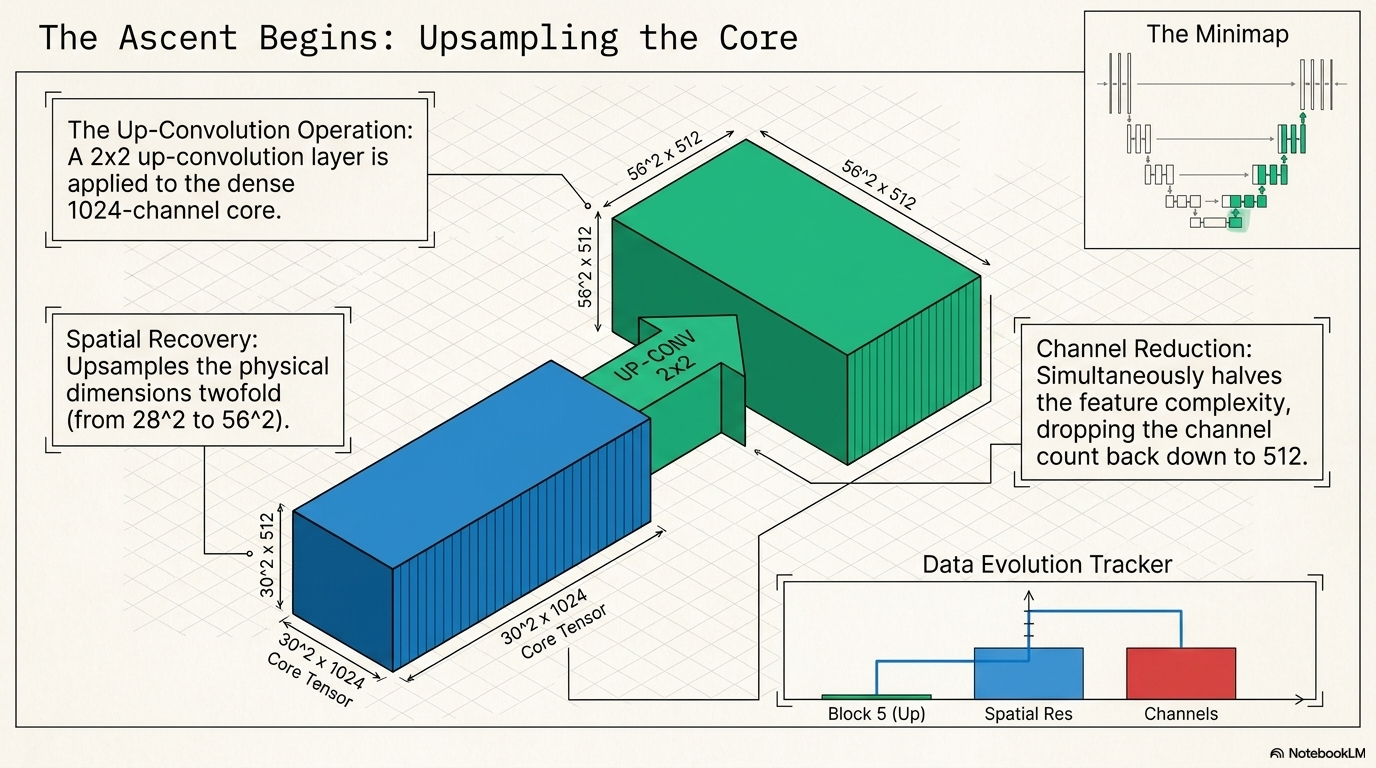 The Ascent Begins: Upsampling the Core
The Minimap
The Up-Convolution Operation:
A 2x2 up-convolution layer is
applied to the dense
1024-channel core.
56^2 x 512
56^2 x 512
56^2 x 512
UP-CONV
2x2
Spatial Recovery:
Upsamples the physical
dimensions twofold
(from 28^2 to 56^2).
Channel Reduction:
Simultaneously halves
the feature complexity,
dropping the channel
count back down to 512.
30^2 x 512
30^2 x 1024
Core Tensor
30^2 x 1024
Core Tensor
Data Evolution Tracker
Block 5 (Up)
Spatial Res
Channels
NotebookLM